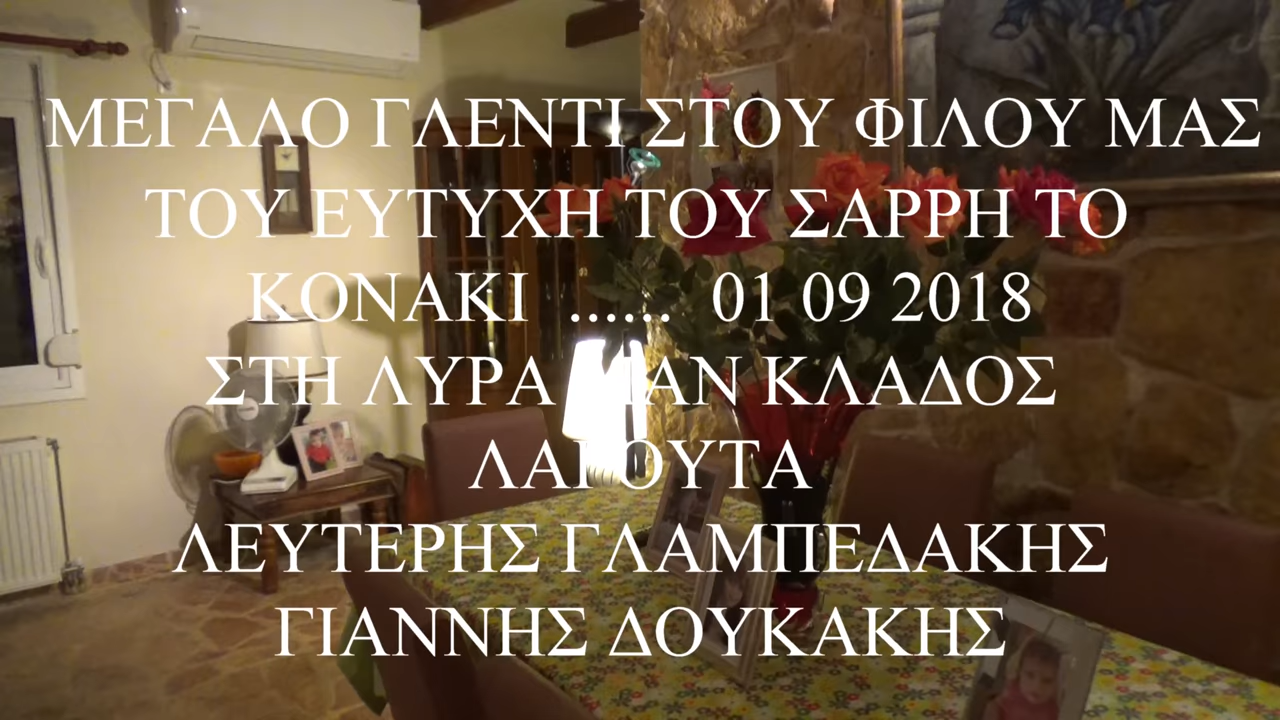 ΜΕΓΑΛΟ ΓΛΕΝΤΙ ΣΤΟΥ ΦΙΛΟΥ ΜΑΣ
ΤΟΥ ΕΥΤΥΧΗ ΤΟΥ ΣΑΡΡΗ ΤΟ
ΚΟΝΑΚΙ ...... 01 09 2018
ΣΤΗ ΛΥΡΑ ΚΛΑΔΟΣ
ΛΑΓΟΥΤΑ
ΛΕΥΤΕΡΗΣ ΓΛΑΜΠΕΔΑΚΗΣ
ΓΙΑΝΝΗΣ ΔΟΥΚΑΚΗΣ